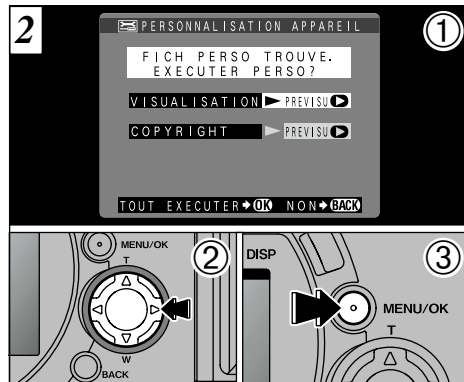 2
PERSONNALISATION APPAREIL
①
FICH PERSO TROUVE.
EXECUTER PERSO?
VISUALISATION PREVISU
COPYRIGHT PREVISU
TOUT EXECUTER OK NON BACK
MENU/OK
T
W
BACK
②
DISP
③
MENU/OK
T